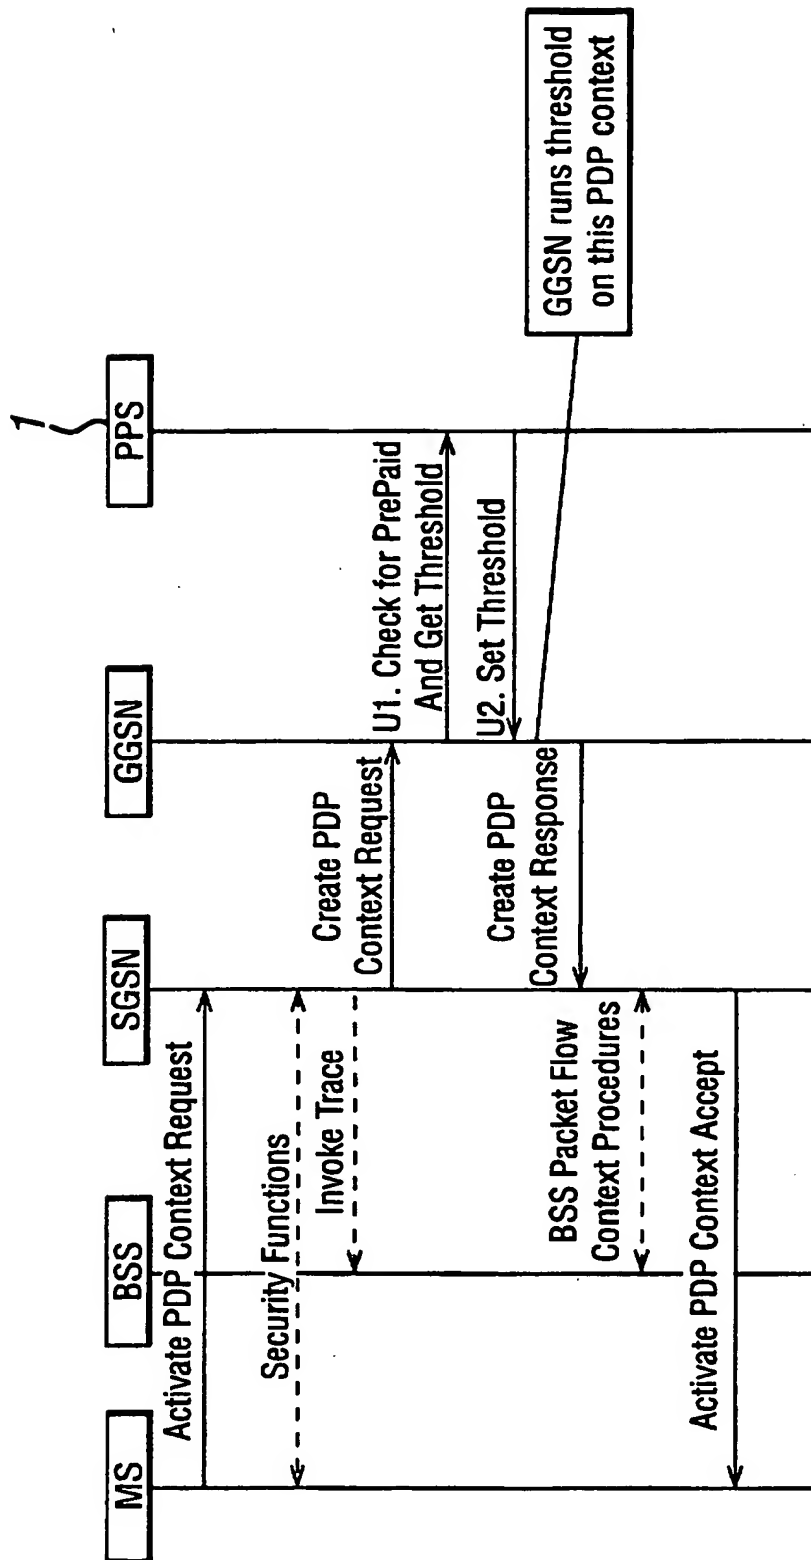 MS
BSS
SGSN
GGSN
PPS
1
Activate PDP Context Request
Security Functions
Invoke Trace
Create PDP
Context Request
U1. Check for PrePaid
And Get Threshold
U2. Set Threshold
GGSN runs threshold
on this PDP context
Create PDP
Context Response
BSS Packet Flow
Context Procedures
Activate PDP Context Accept